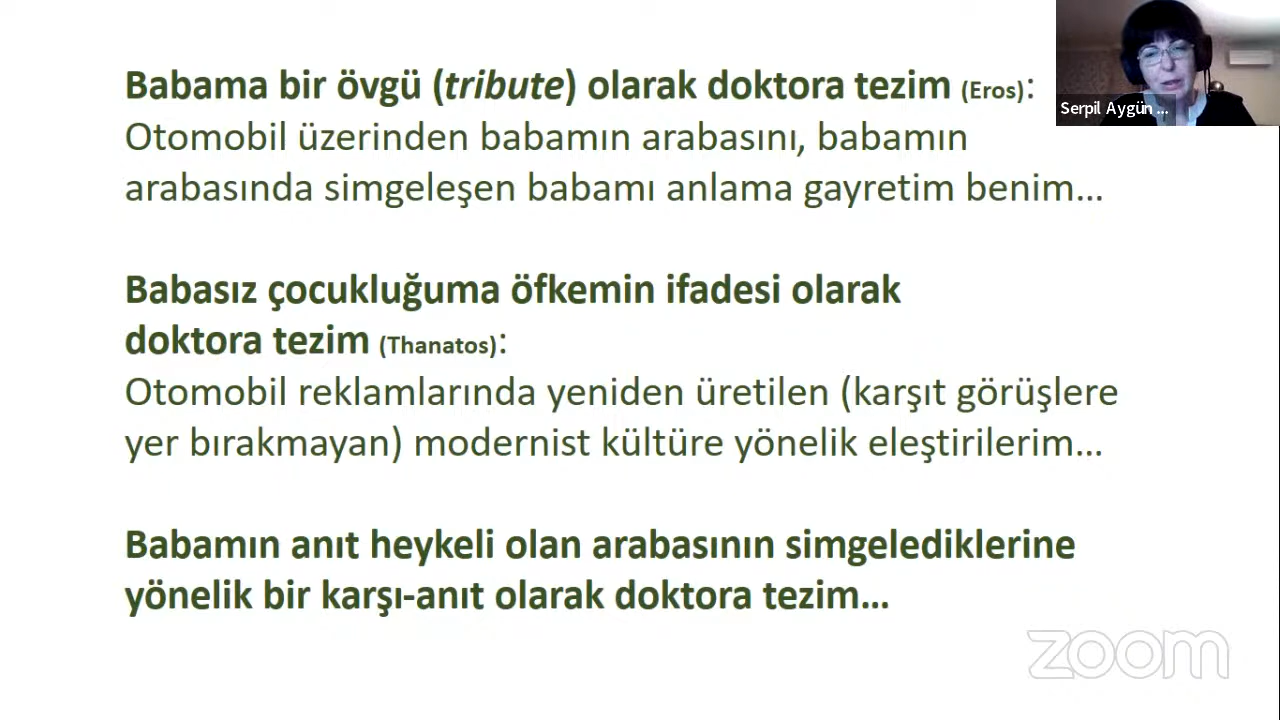 Babama bir övgü (tribute) olarak doktora tezim (Eros):
Otomobil üzerinden babamın arabasını, babamın
arabasında simgeleşen babamı anlama gayretim benim...
Babasız çocukluğuma öfkemin ifadesi olarak
doktora tezim (Thanatos):
Otomobil reklamlarında yeniden üretilen (karşıt görüşlere
yer bırakmayan) modernist kültüre yönelik eleştirilerim...
Babamın anıt heykeli olan arabasının simgelediklerine
yönelik bir karşı-anıt olarak doktora tezim...
Serpil Aygün ...
zoom